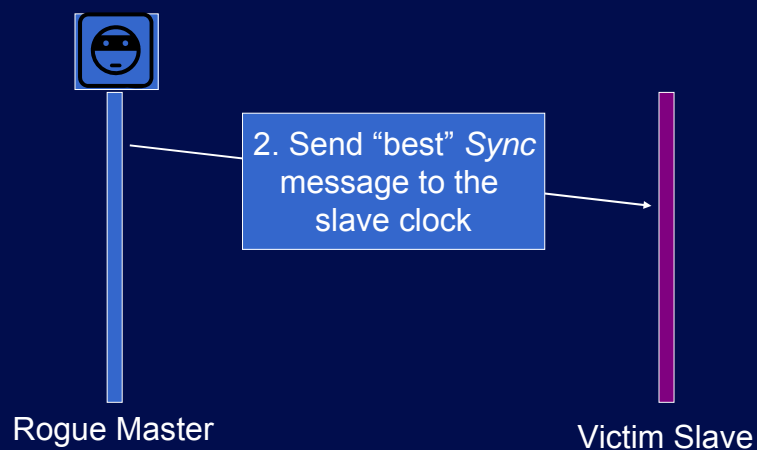 2. Send “best” Sync
message to the
slave clock
Rogue Master
Victim Slave